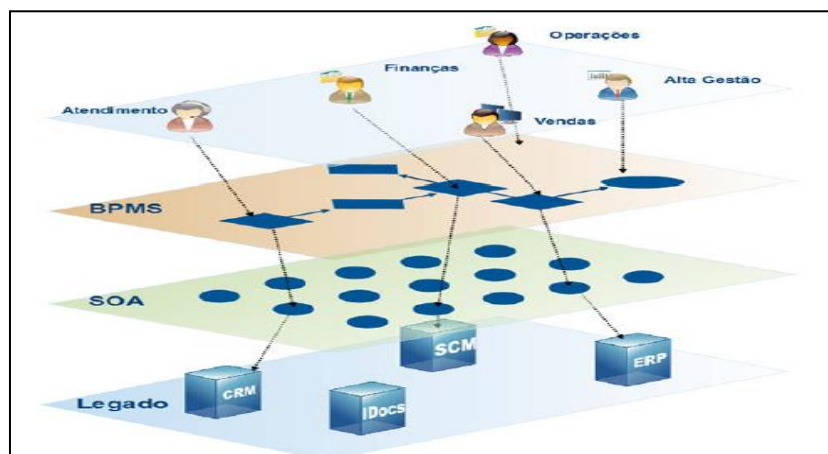 Operações
Finanças
Alta Gestão
Atendimento
Vendas
BPMS
SOA
SCM
ERP
CRM
Legado
IDocs